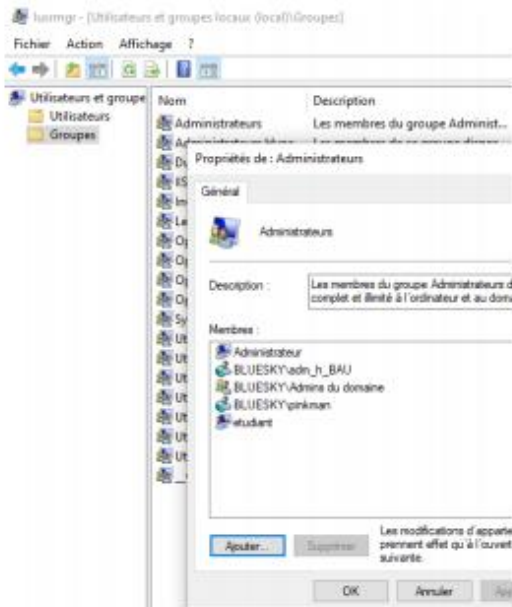 lusrmgr - [Utilisateurs et groupes locaux (local)\Groupes]
Fichier Action Affichage ?
Utilisateurs et groupe
Utilisateurs
Groupes
Nom Description
Administrateurs Les membres du groupe Administ...
Propriétés de : Administrateurs
Général
Administrateurs
Description :
Les membres du groupe Administrateurs d
complet et illimité à l'ordinateur et au doma
Membres :
Administrateur
BLUESKY\adm_h_BAU
BLUESKY\Admins du domaine
BLUESKY\pinkman
etudiant
Ajouter...
Supprimer
Les modifications d'apparte
prennent effet qu'à l'ouvert
suivante.
OK
Annuler